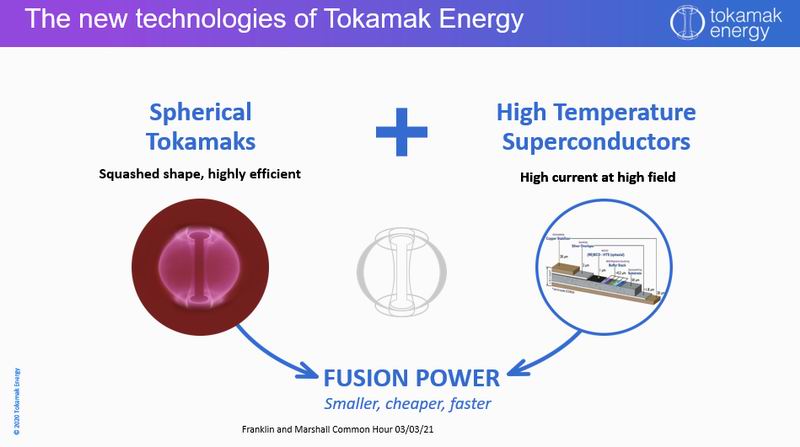 The new technologies of Tokamak Energy
tokamak
energy
Spherical
Tokamaks
Squashed shape, highly efficient
+
High Temperature
Superconductors
High current at high field
Copper Stabilizer
Silver Overlayer
(RE)BCO - HTS (epitaxial)
Buffer Stack
Substrate
20 µm
FUSION POWER
Smaller, cheaper, faster
Franklin and Marshall Common Hour 03/03/21
© 2020 Tokamak Energy